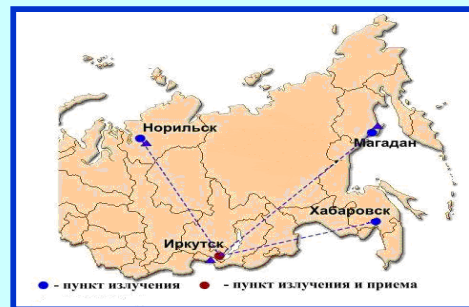 Норильск
Магадан
Хабаровск
Иркутск
- пункт излучения
- пункт излучения и приема